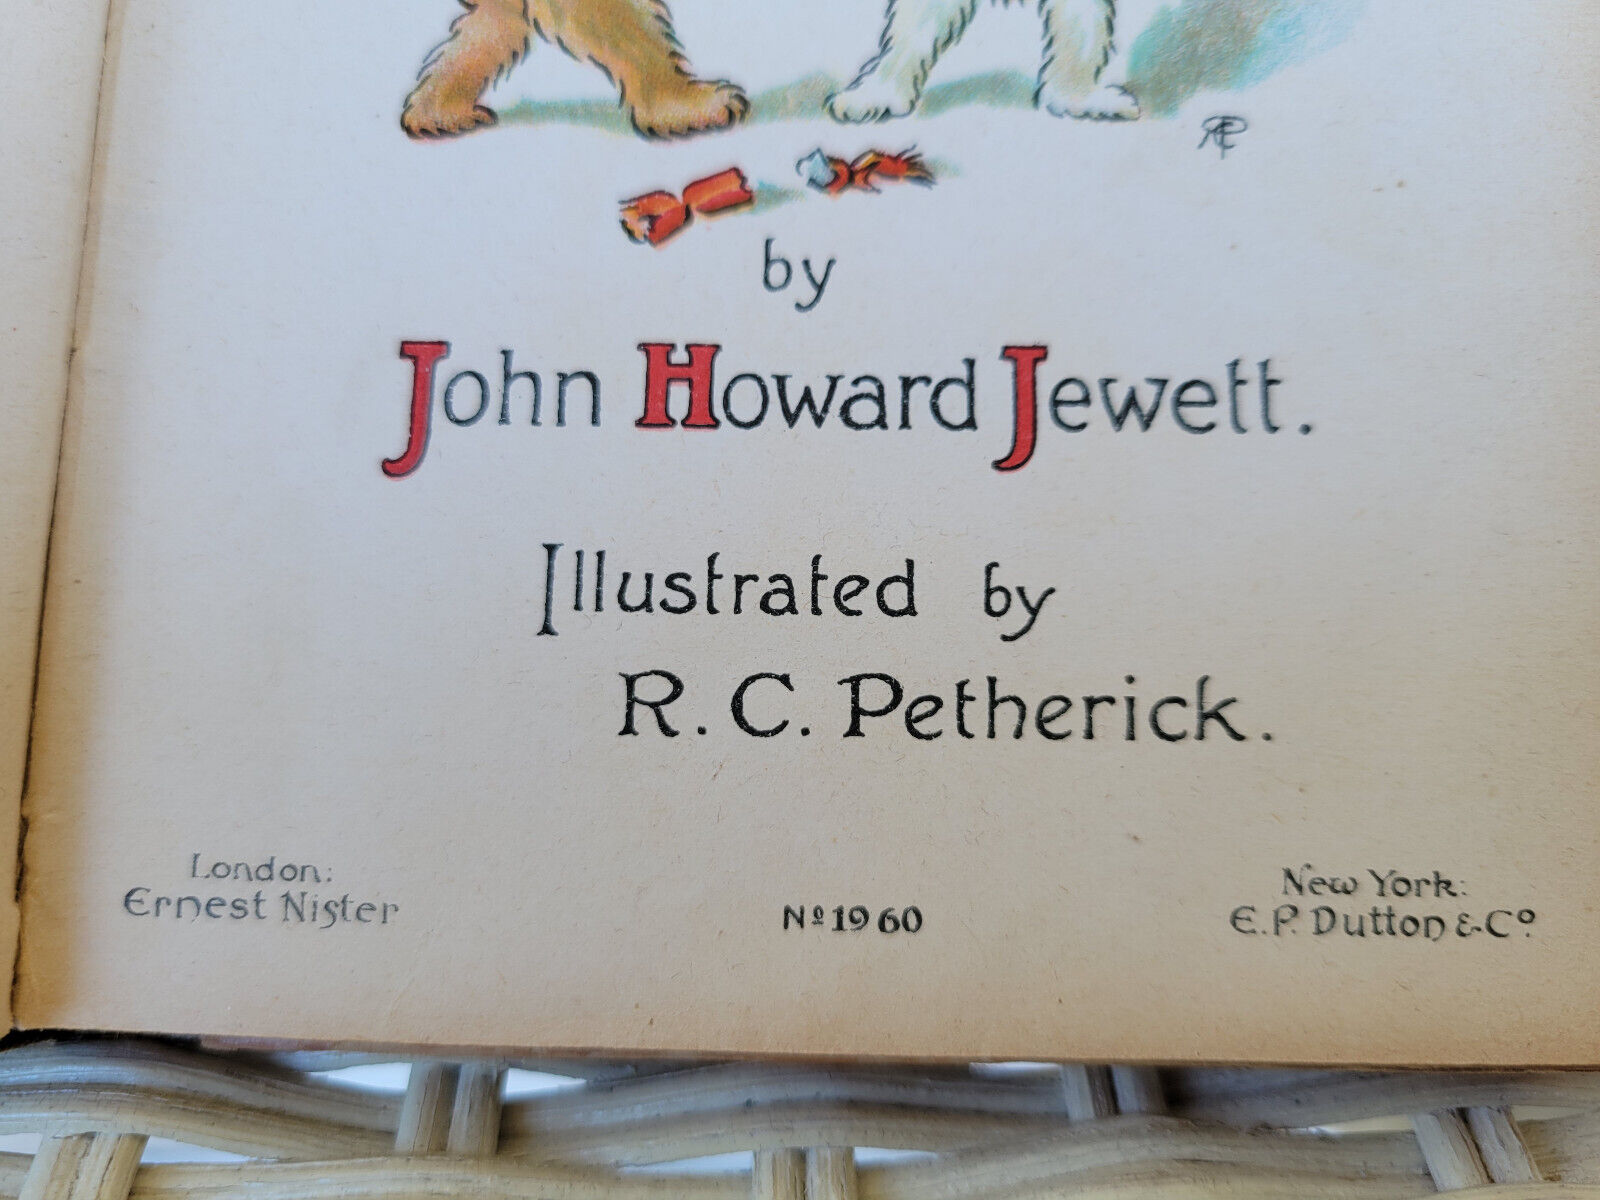 by
John Howard Jewett.
Illustrated by
R. C. Petherick.
London:
Ernest Nister
Nº 1960
New York:
E. P. Dutton & Cº